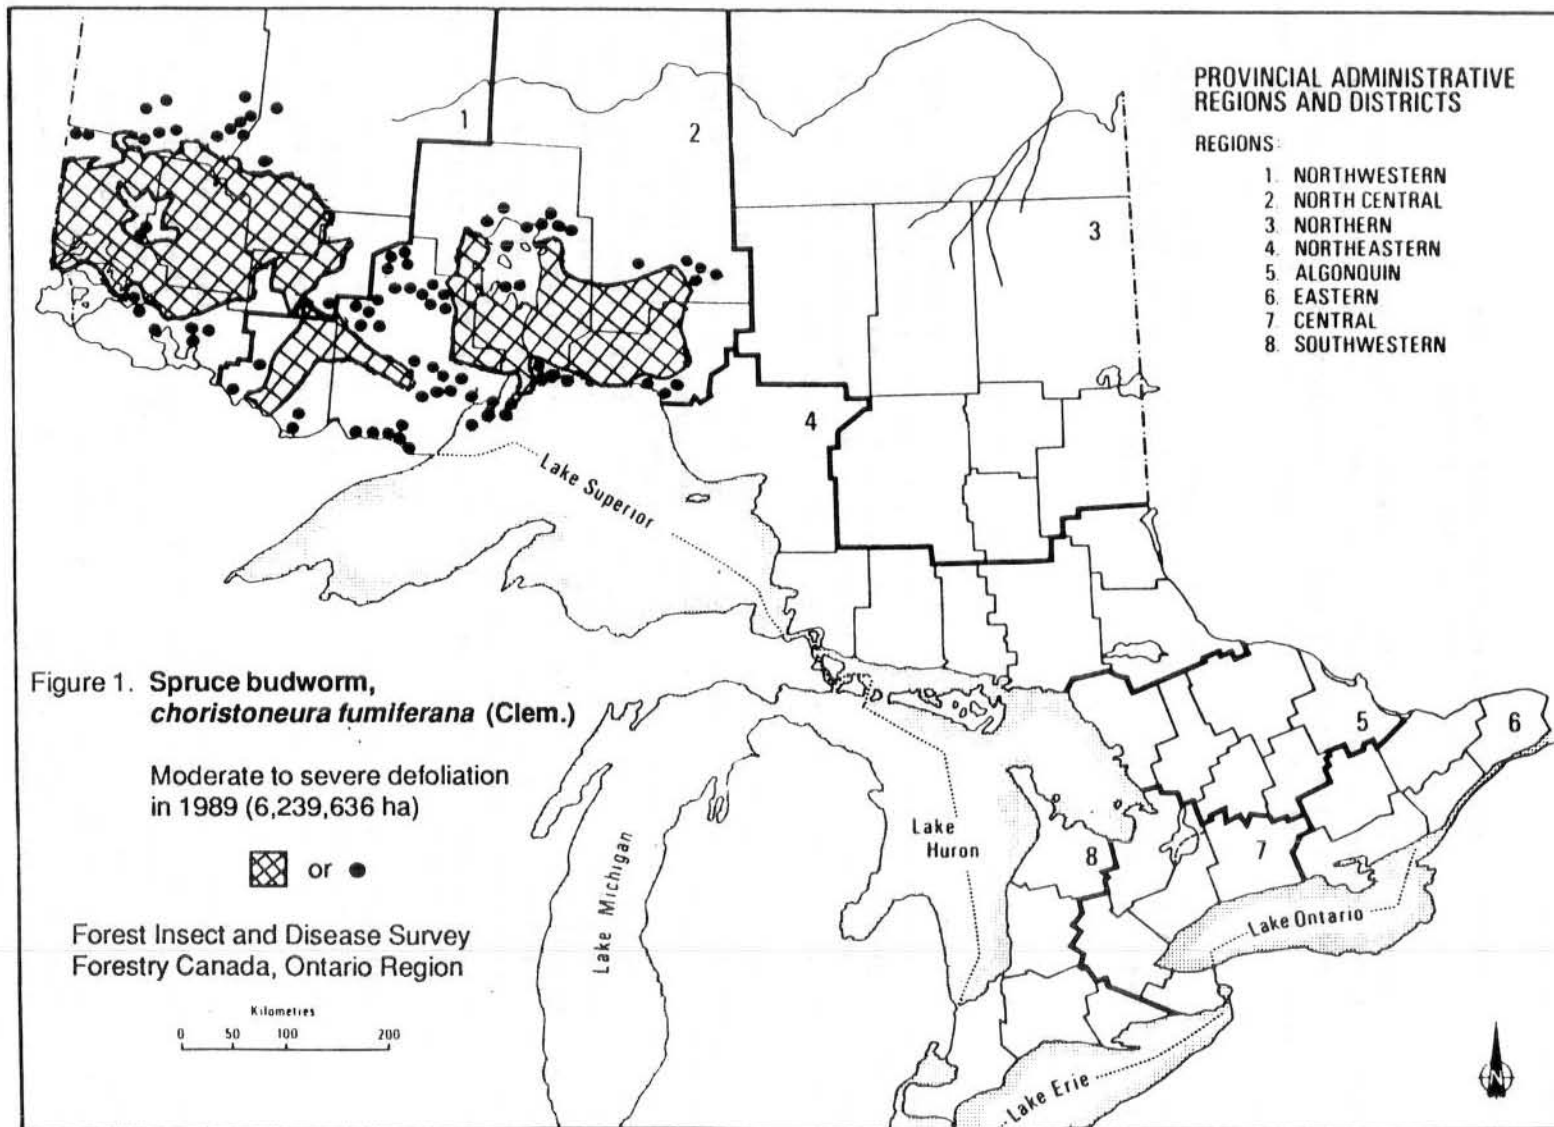 PROVINCIAL ADMINISTRATIVE
REGIONS AND DISTRICTS
REGIONS:
1. NORTHWESTERN
2. NORTH CENTRAL
3. NORTHERN
4. NORTHEASTERN
5. ALGONQUIN
6. EASTERN
7. CENTRAL
8. SOUTHWESTERN
1
2
3
4
Lake Superior
Figure 1. Spruce budworm,
choristoneura fumiferana (Clem.)
Moderate to severe defoliation
in 1989 (6,239,636 ha)
or
Forest Insect and Disease Survey
Forestry Canada, Ontario Region
Kilometres
0 50 100 200
5
6
Lake Michigan
Lake
Huron
8
7
Lake Ontario
Lake Erie
N